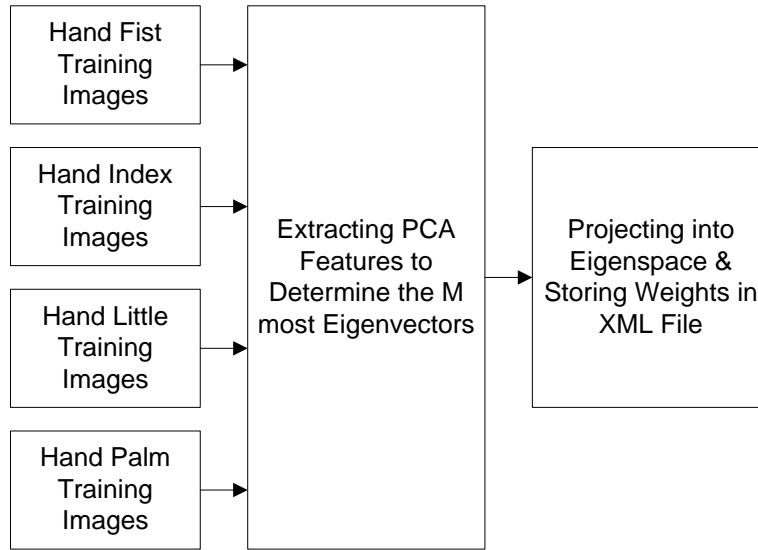 Hand Fist
Training
Images
Hand Index
Training
Images
Hand Little
Training
Images
Hand Palm
Training
Images
Extracting PCA
Features to
Determine the M
most Eigenvectors
Projecting into
Eigenspace &
Storing Weights in
XML File